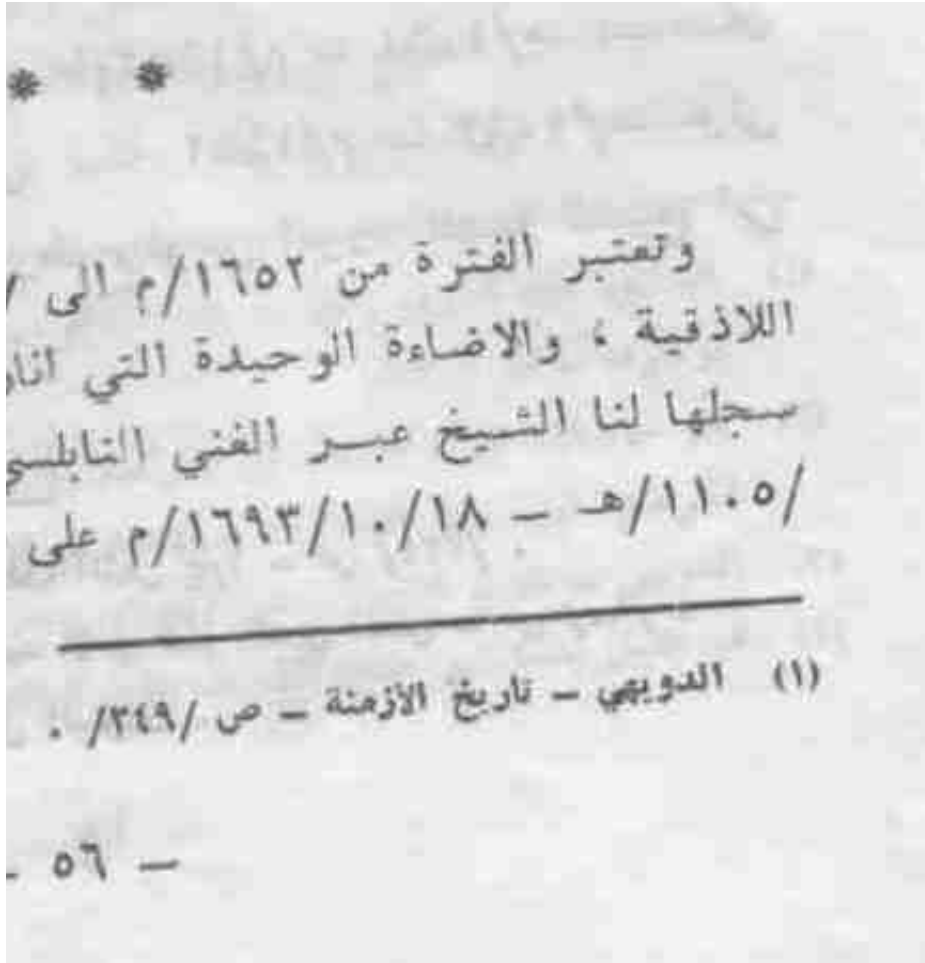 * *
وتعتبر الفترة من ١٦٥٢/م الى /
اللاذقية ، والاضاءة الوحيدة التي
سجلها لنا الشيخ عبر الغني النابلسي
/١١٠٥/هـ – ١٦٩٣/١٠/١٨/م على
(١) الدويهي – تاريخ الأزمنة – ص /٣٤٩/ .
– ٥٦ –